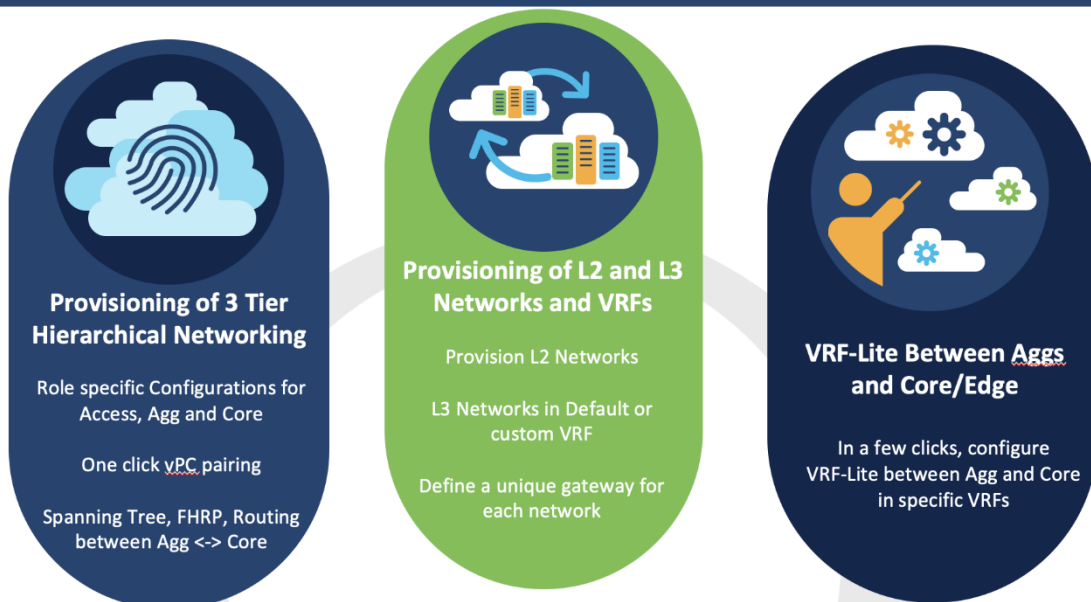 Provisioning of 3 Tier
Hierarchical Networking
Role specific Configurations for
Access, Agg and Core
One click vPC pairing
Spanning Tree, FHRP, Routing
between Agg <-> Core
Provisioning of L2 and L3
Networks and VRFs
Provision L2 Networks
L3 Networks in Default or
custom VRF
Define a unique gateway for
each network
VRF-Lite Between Aggs
and Core/Edge
In a few clicks, configure
VRF-Lite between Agg and Core
in specific VRFs